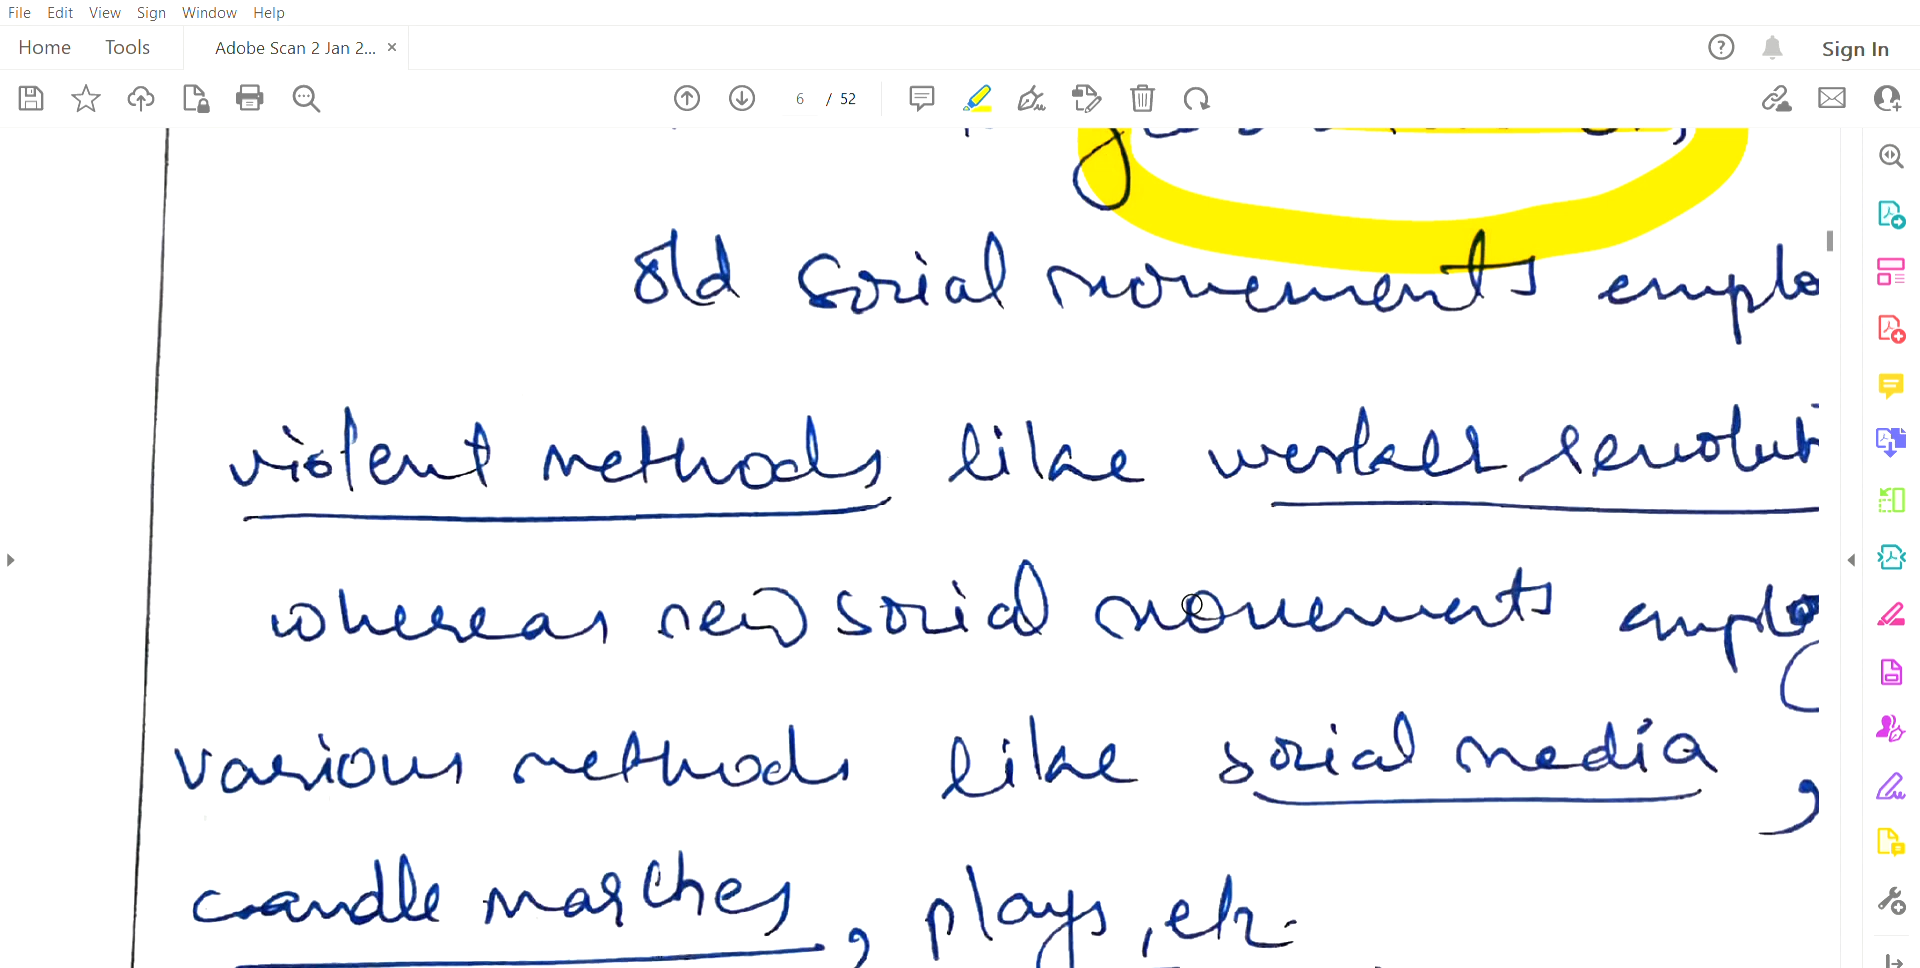 File Edit View Sign Window Help
Home Tools Adobe Scan 2 Jan 2... × Sign In
6 / 52
old social movements emplo
violent methods like worker revolut
whereas new social movements emplo
various methods like social media,
candle marches, plays, etc.